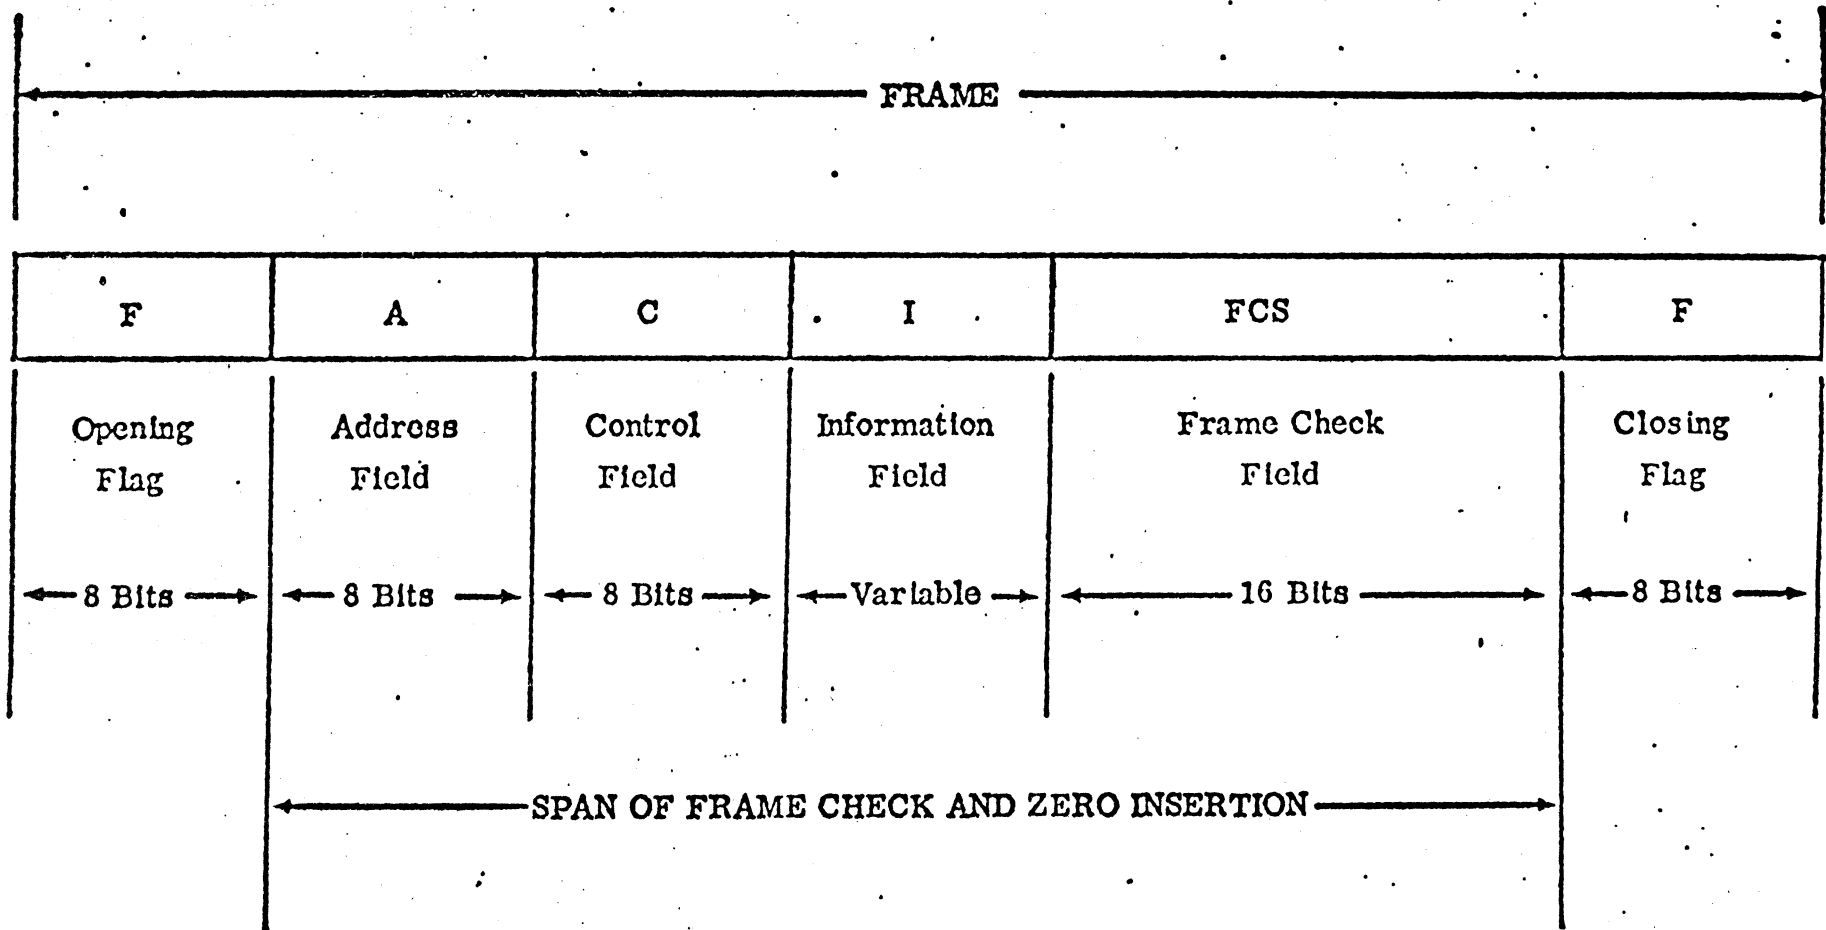 FRAME
F A C I FCS F
Opening Address Control Information Frame Check Closing
Flag Field Field Field Field Flag
8 Bits 8 Bits 8 Bits Variable 16 Bits 8 Bits
SPAN OF FRAME CHECK AND ZERO INSERTION